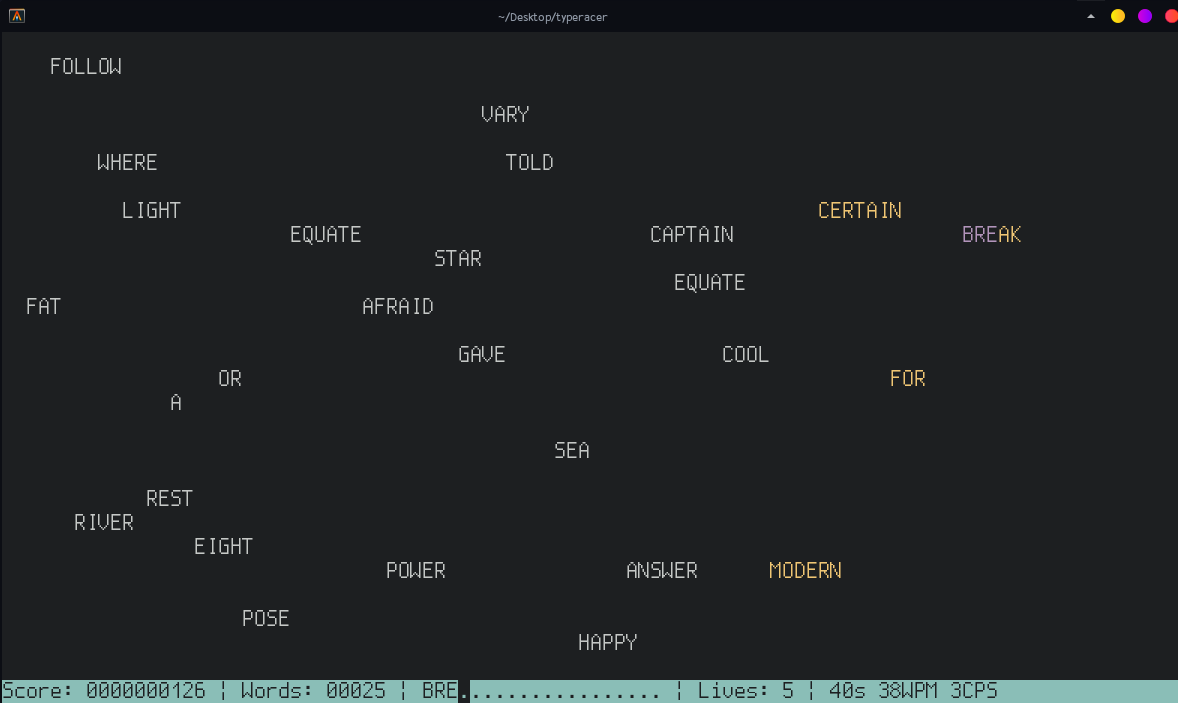 ~/Desktop/typeracer
FOLLOW
VARY
WHERE TOLD
LIGHT CERTAIN
EQUATE CAPTAIN BREAK
STAR
EQUATE
FAT AFRAID
GAVE COOL
OR FOR
A
SEA
REST
RIVER
EIGHT
POWER ANSWER MODERN
POSE
HAPPY
Score: 0000000126 ¦ Words: 00025 ¦ BRE................. ¦ Lives: 5 ¦ 40s 38WPM 3CPS